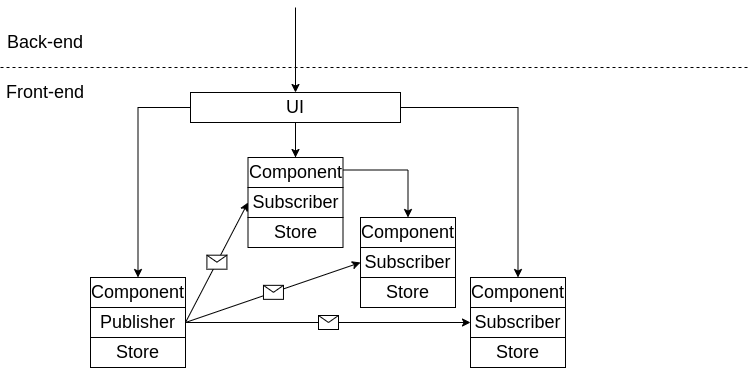 Back-end
Front-end
UI
Component
Subscriber
Store
Component
Subscriber
Store
Component
Publisher
Store
Component
Subscriber
Store